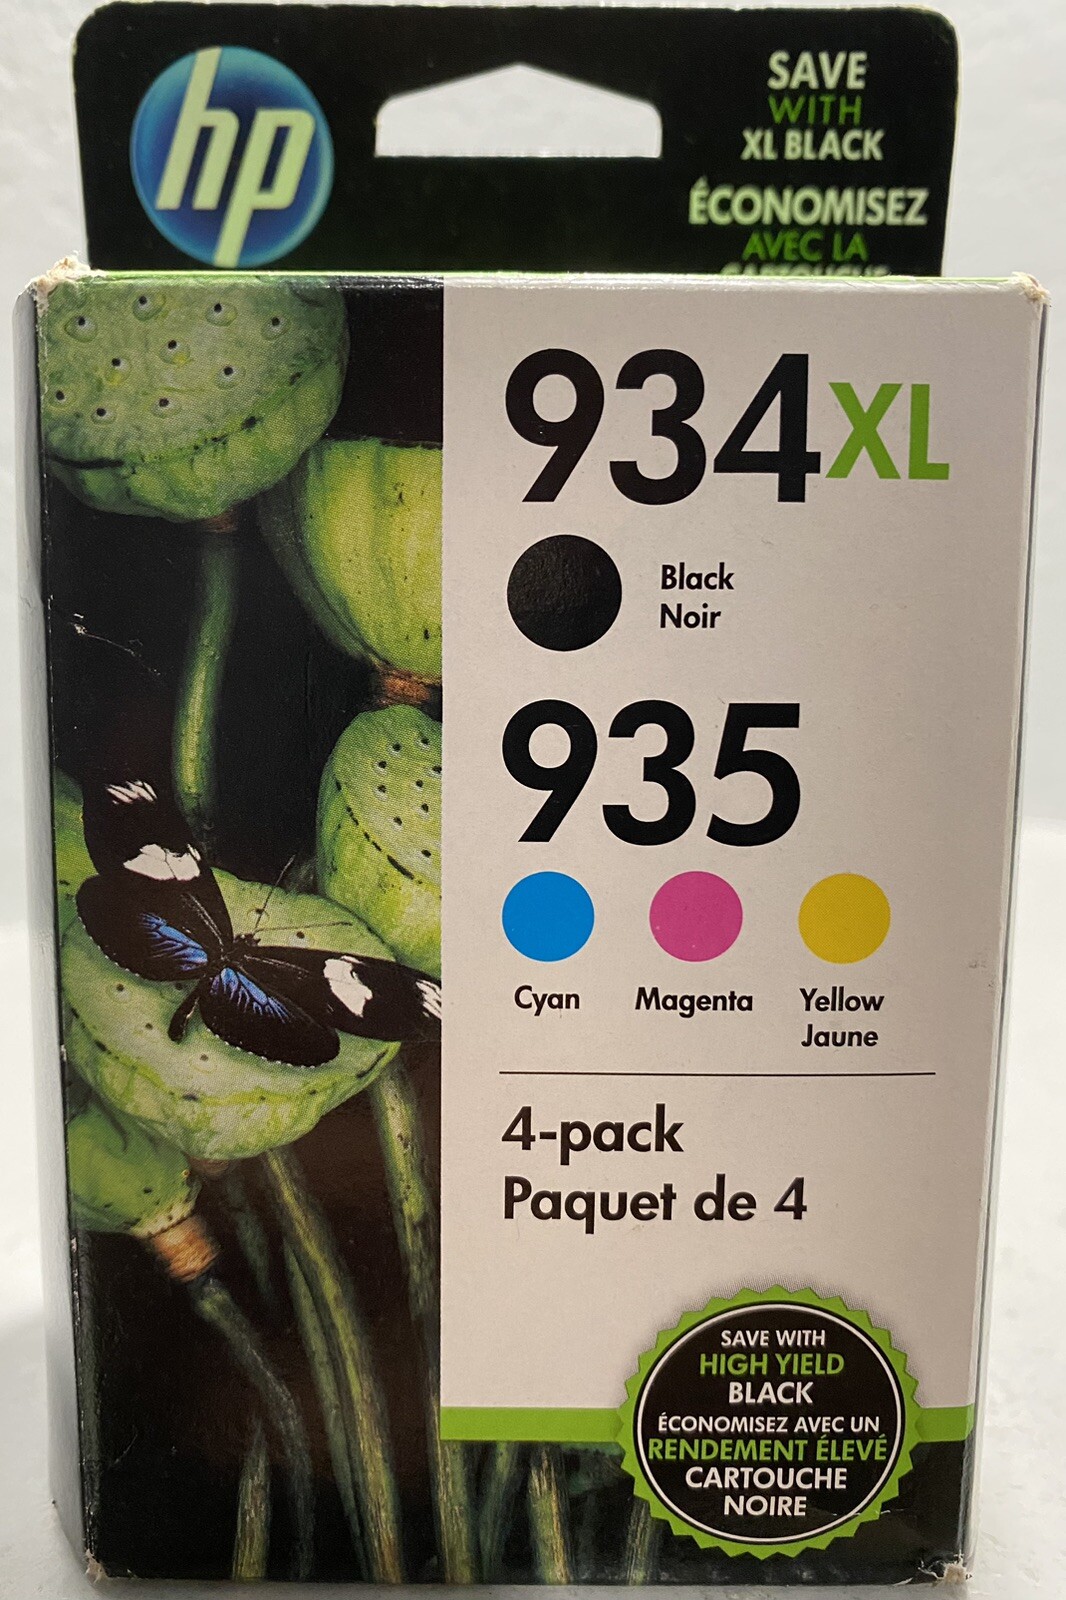 hp
SAVE
WITH
XL BLACK
ÉCONOMISEZ
AVEC LA
934XL
Black
Noir
935
Cyan
Magenta
Yellow
Jaune
4-pack
Paquet de 4
SAVE WITH
HIGH YIELD
BLACK
ÉCONOMISEZ AVEC UN
RENDEMENT ÉLEVÉ
CARTOUCHE
NOIRE